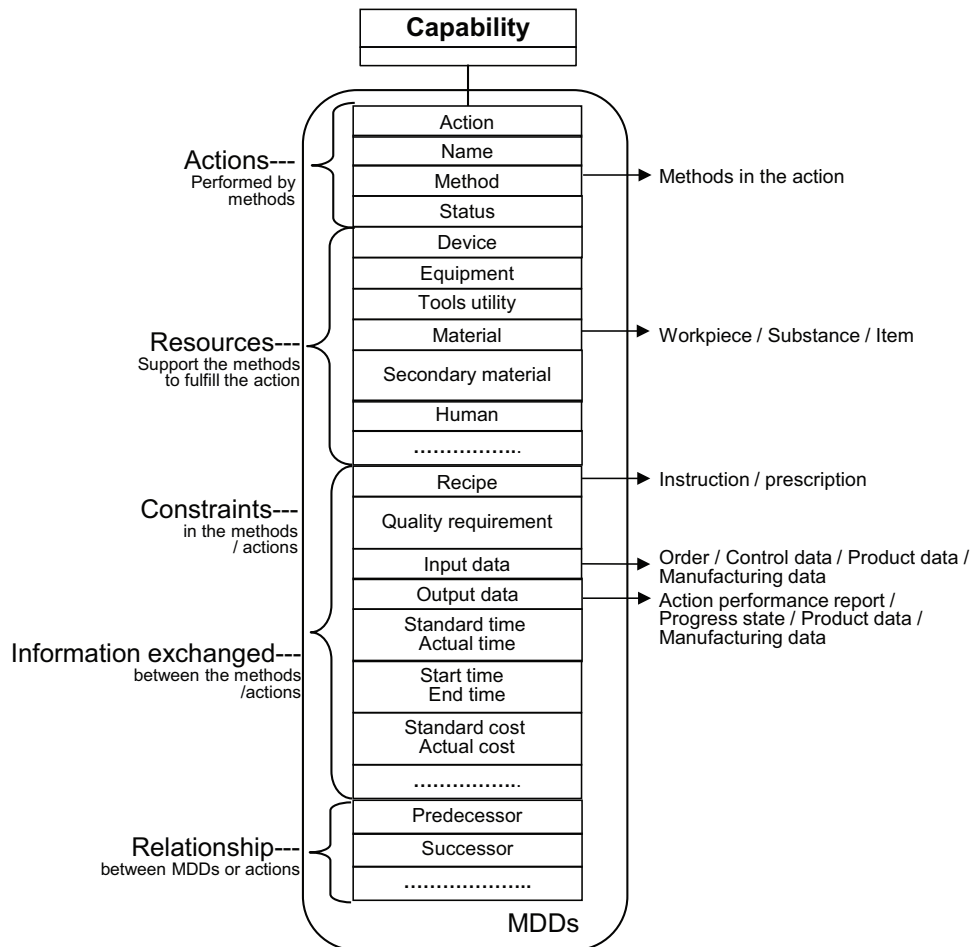 Capability
Actions---
Performed by
methods
Action
Name
Method
Status
Methods in the action
Resources---
Support the methods
to fulfill the action
Device
Equipment
Tools utility
Material
Secondary material
Human
……………..
Workpiece / Substance / Item
Constraints---
in the methods
/ actions
Information exchanged---
between the methods
/actions
Recipe
Quality requirement
Input data
Output data
Standard time
Actual time
Start time
End time
Standard cost
Actual cost
……………..
Instruction / prescription
Order / Control data / Product data /
Manufacturing data
Action performance report /
Progress state / Product data /
Manufacturing data
Relationship---
between MDDs or actions
Predecessor
Successor
………………..
MDDs